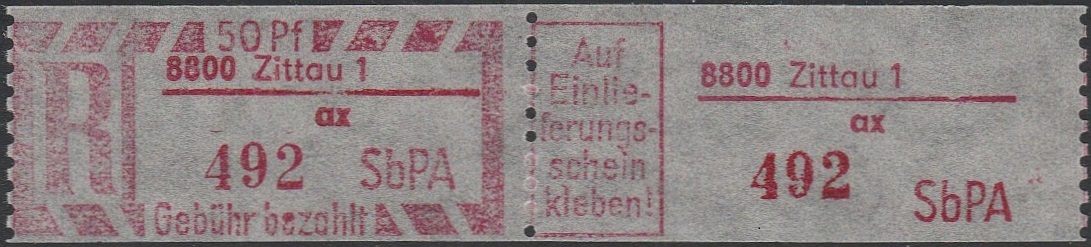 50 Pf
8800 Zittau 1
ax
R
492 SbPA
Gebühr bezahlt
Auf
Einlie-
ferungs-
schein
kleben!
8800 Zittau 1
ax
492
SbPA